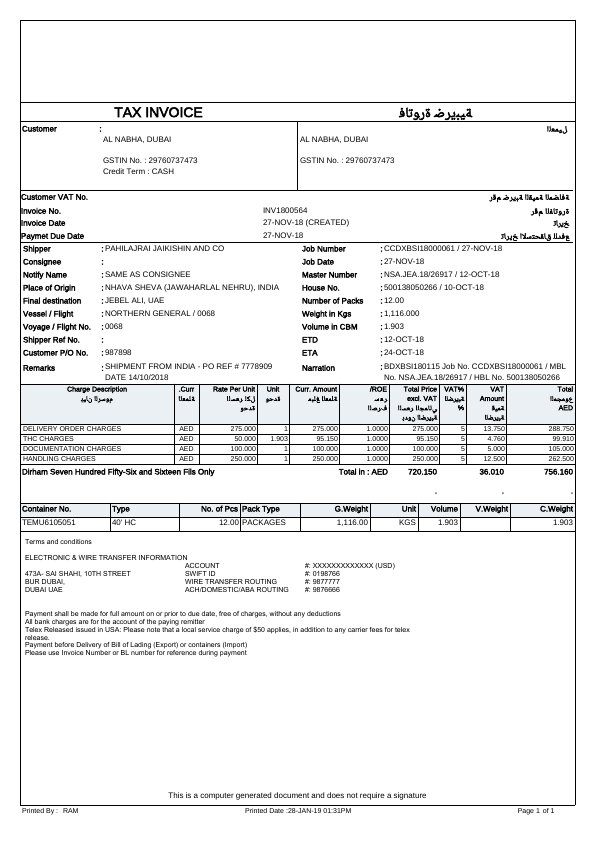 TAX INVOICE ةيبيرض ةروتاف
Customer : ليمعلا
AL NABHA, DUBAI AL NABHA, DUBAI
GSTIN No. : 29760737473 GSTIN No. : 29760737473
Credit Term : CASH
Customer VAT No. ةفاضملا ةميقلا ةبيرض مقر
Invoice No. INV1800564 ةروتافلا مقر
Invoice Date 27-NOV-18 (CREATED) خيرات
Paymet Due Date 27-NOV-18 عفدلا قاقحتسالا خيرات
Shipper : PAHILAJRAI JAIKISHIN AND CO Job Number : CCDXBSI18000061 / 27-NOV-18
Consignee : Job Date : 27-NOV-18
Notify Name : SAME AS CONSIGNEE Master Number : NSA.JEA.18/26917 / 12-OCT-18
Place of Origin : NHAVA SHEVA (JAWAHARLAL NEHRU), INDIA House No. : 500138050266 / 10-OCT-18
Final destination : JEBEL ALI, UAE Number of Packs : 12.00
Vessel / Flight : NORTHERN GENERAL / 0068 Weight in Kgs : 1,116.000
Voyage / Flight No. : 0068 Volume in CBM : 1.903
Shipper Ref No. : ETD : 12-OCT-18
Customer P/O No. : 987898 ETA : 24-OCT-18
Remarks : SHIPMENT FROM INDIA - PO REF # 7778909 Narration : BDXBSI180115 Job No. CCDXBSI18000061 / MBL
DATE 14/10/2018 No. NSA.JEA.18/26917 / HBL No. 500138050266
Charge Description .Curr Rate Per Unit Unit Curr. Amount /ROE Total Price VAT% VAT Total
excl. VAT Amount
%
AED
DELIVERY ORDER CHARGES AED 275.000 1 275.000 1.0000 275.000 5 13.750 288.750
THC CHARGES AED 50.000 1.903 95.150 1.0000 95.150 5 4.760 99.910
DOCUMENTATION CHARGES AED 100.000 1 100.000 1.0000 100.000 5 5.000 105.000
HANDLING CHARGES AED 250.000 1 250.000 1.0000 250.000 5 12.500 262.500
Dirham Seven Hundred Fifty-Six and Sixteen Fils Only Total in : AED 720.150 36.010 756.160
. . .
Container No. Type No. of Pcs Pack Type G.Weight Unit Volume V.Weight C.Weight
TEMU6105051 40' HC 12.00 PACKAGES 1,116.00 KGS 1.903 1.903
Terms and conditions
ELECTRONIC & WIRE TRANSFER INFORMATION
ACCOUNT #: XXXXXXXXXXXXX (USD)
473A- SAI SHAHI, 10TH STREET SWIFT ID #: 0198766
BUR DUBAI, WIRE TRANSFER ROUTING #: 9877777
DUBAI UAE ACH/DOMESTIC/ABA ROUTING #: 9876666
Payment shall be made for full amount on or prior to due date, free of charges, without any deductions
All bank charges are for the account of the paying remitter
Telex Released issued in USA: Please note that a local service charge of $50 applies, in addition to any carrier fees for telex
release.
Payment before Delivery of Bill of Lading (Export) or containers (Import)
Please use Invoice Number or BL number for reference during payment
This is a computer generated document and does not require a signature
Printed By : RAM Printed Date :28-JAN-19 01:31PM Page 1 of 1